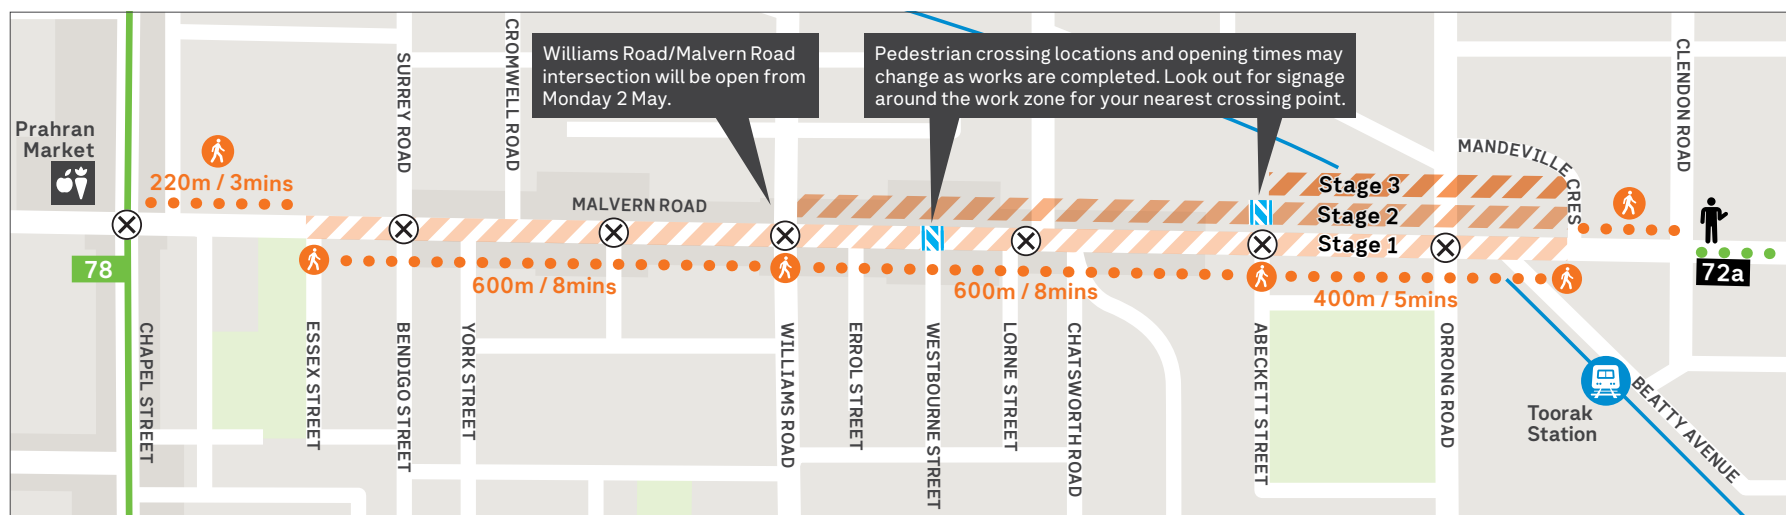 Williams Road/Malvern Road
intersection will be open from
Monday 2 May.
Pedestrian crossing locations and opening times may
change as works are completed. Look out for signage
around the work zone for your nearest crossing point.
Prahran
Market
220m / 3mins
SURREY ROAD
CROMWELL ROAD
MALVERN ROAD
MANDEVILLE CRES
CLENDON ROAD
Stage 3
Stage 2
Stage 1
78
72a
600m / 8mins
600m / 8mins
400m / 5mins
CHAPEL STREET
ESSEX STREET
BENDIGO STREET
YORK STREET
WILLIAMS ROAD
ERROL STREET
WESTBOURNE STREET
LORNE STREET
CHATSWORTH ROAD
ABECKETT STREET
ORRONG ROAD
BEATTY AVENUE
Toorak
Station